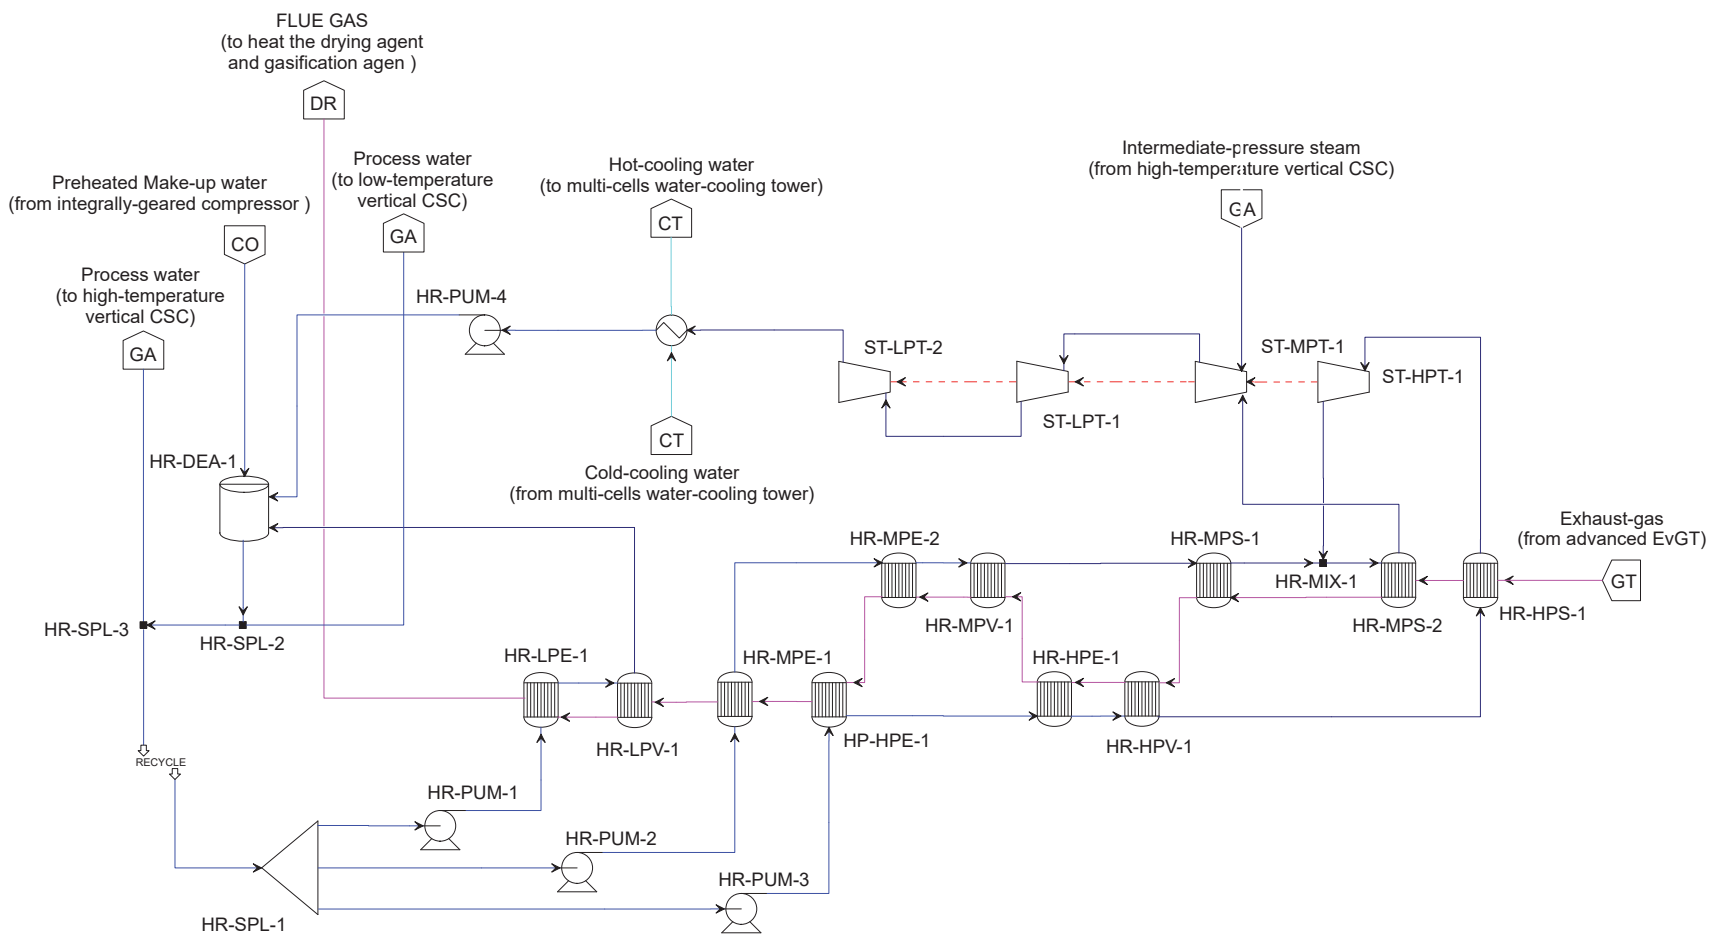 FLUE GAS
(to heat the drying agent
and gasification agen )
DR
Process water
(to low-temperature
vertical CSC)
GA
Hot-cooling water
(to multi-cells water-cooling tower)
CT
Intermediate-pressure steam
(from high-temperature vertical CSC)
GA
Preheated Make-up water
(from integrally-geared compressor )
CO
Process water
(to high-temperature
vertical CSC)
GA
HR-PUM-4
ST-LPT-2
ST-MPT-1
ST-HPT-1
ST-LPT-1
CT
Cold-cooling water
(from multi-cells water-cooling tower)
HR-DEA-1
Exhaust-gas
(from advanced EvGT)
GT
HR-MPE-2
HR-MPS-1
HR-MIX-1
HR-HPS-1
HR-MPV-1
HR-MPS-2
HR-SPL-3
HR-SPL-2
HR-LPE-1
HR-MPE-1
HR-HPE-1
HR-LPV-1
HP-HPE-1
HR-HPV-1
RECYCLE
HR-PUM-1
HR-PUM-2
HR-PUM-3
HR-SPL-1